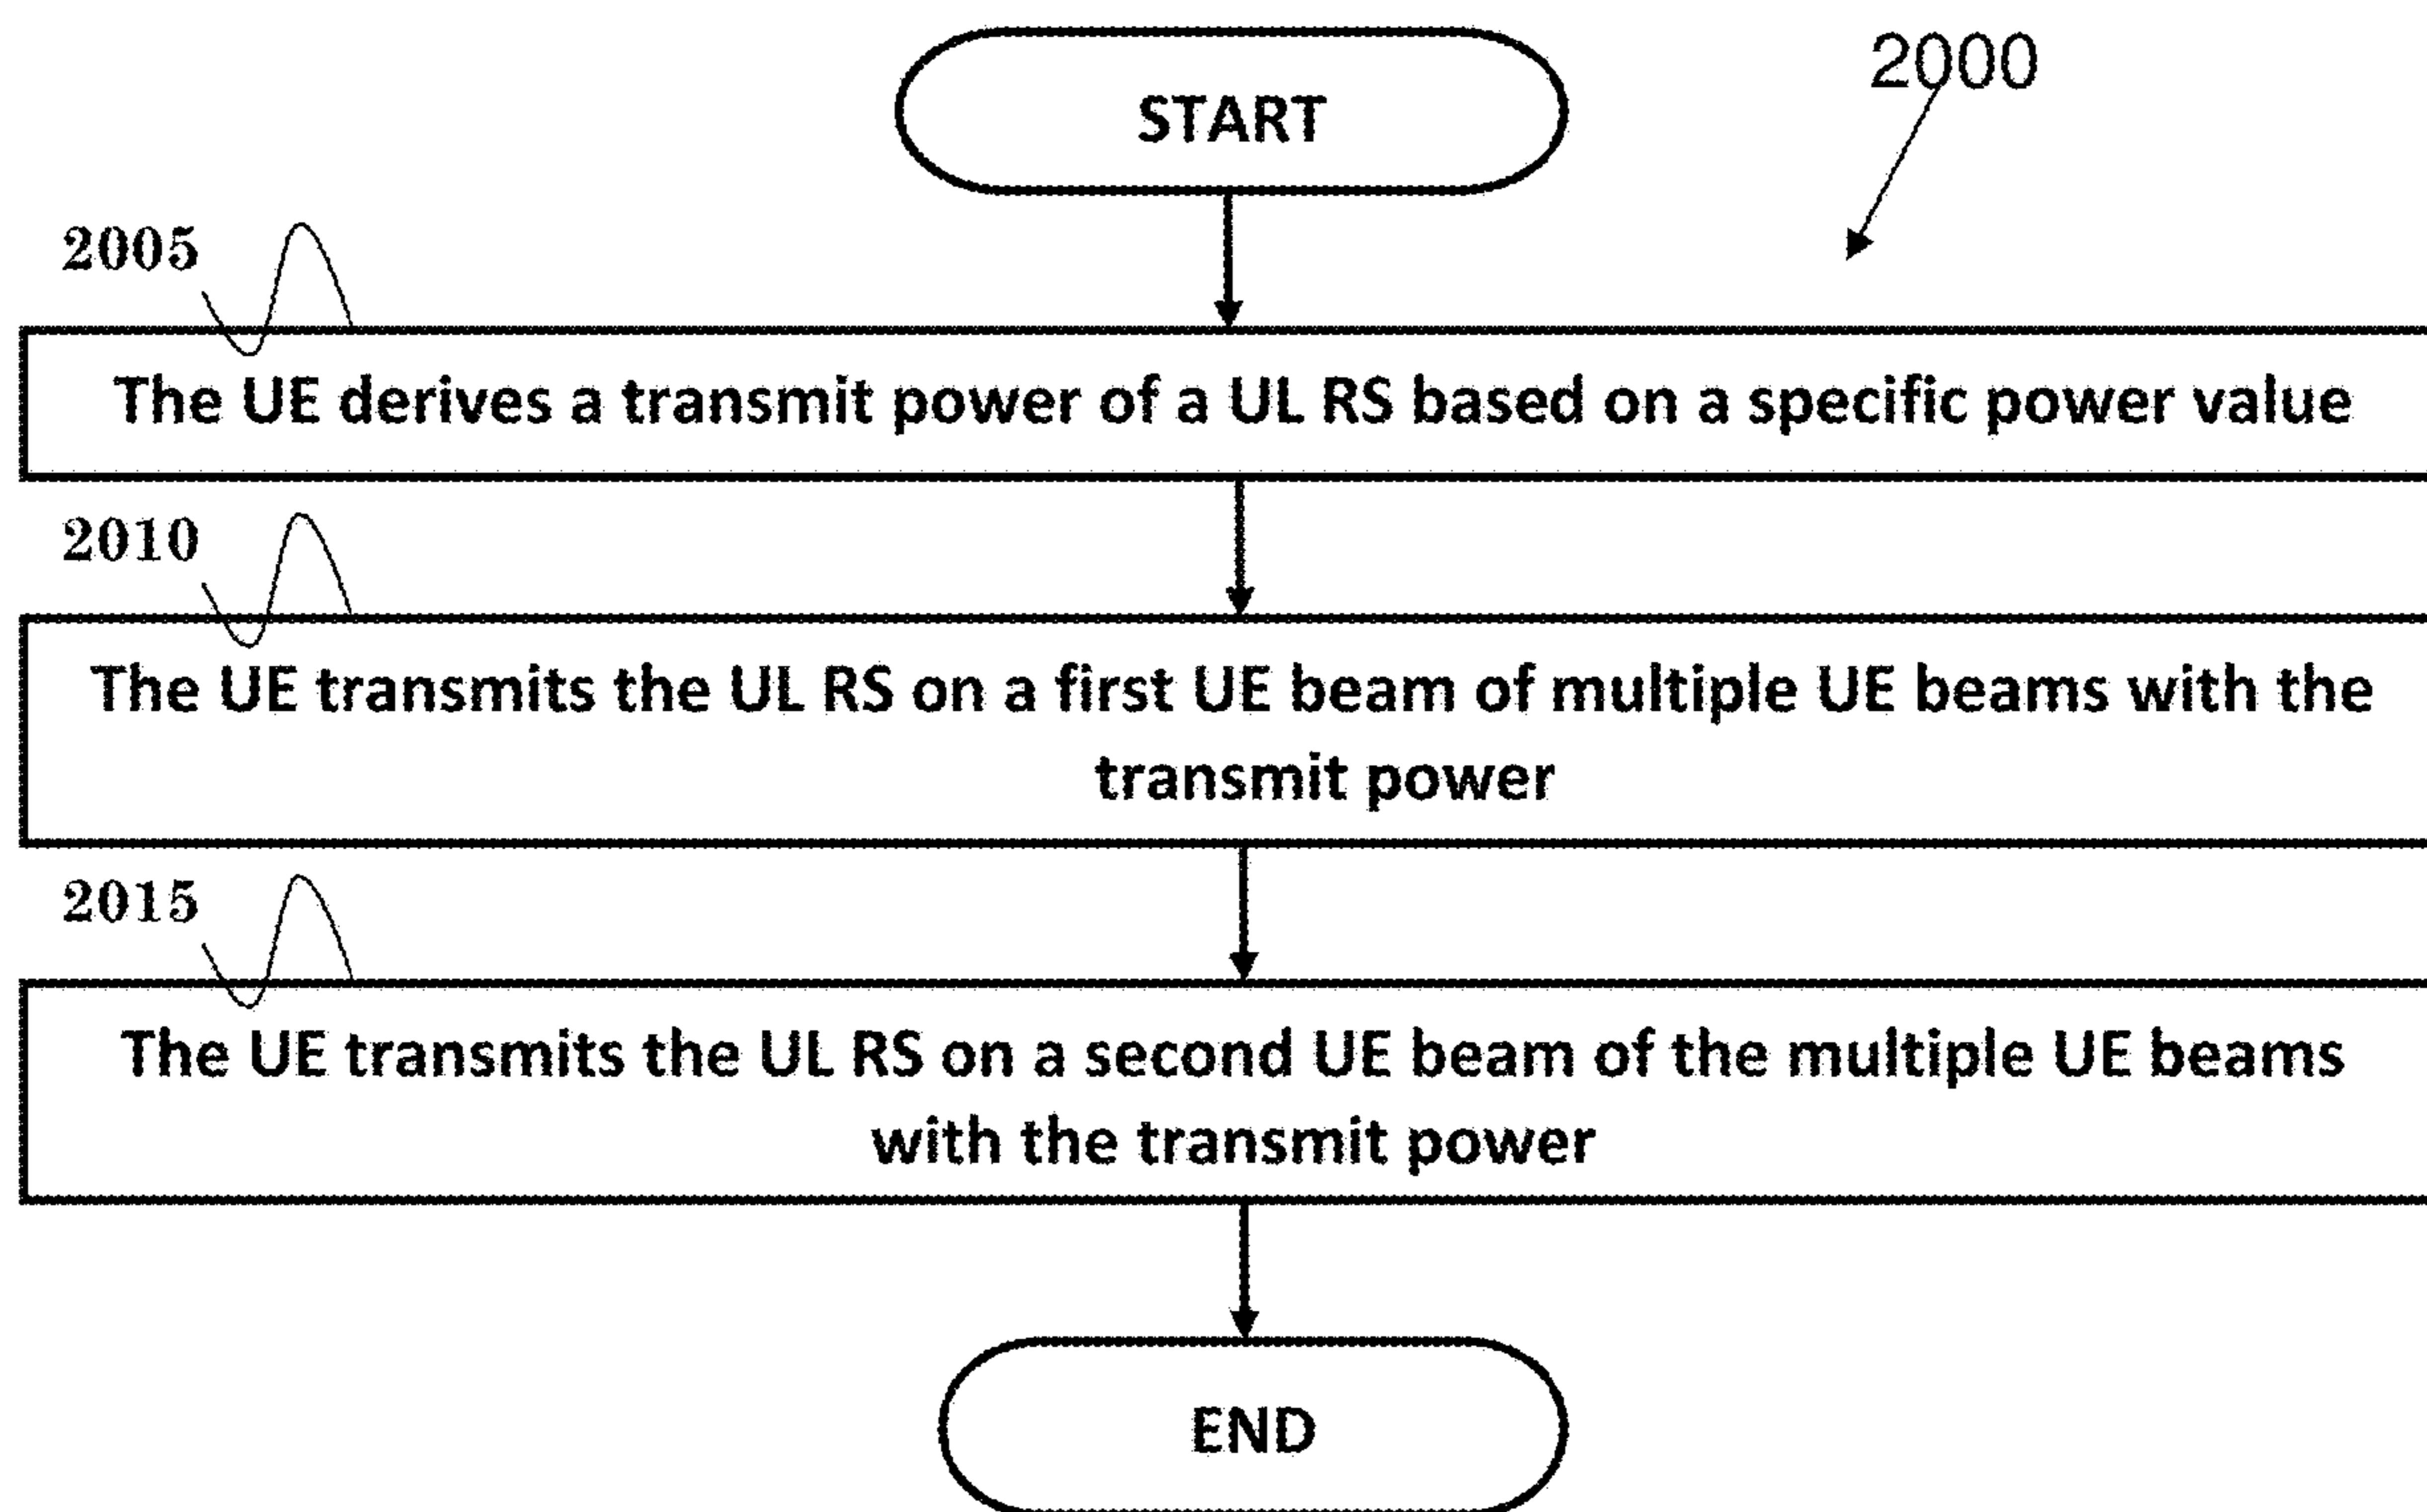 START
2000
2005
The UE derives a transmit power of a UL RS based on a specific power value
2010
The UE transmits the UL RS on a first UE beam of multiple UE beams with the
transmit power
2015
The UE transmits the UL RS on a second UE beam of the multiple UE beams
with the transmit power
END